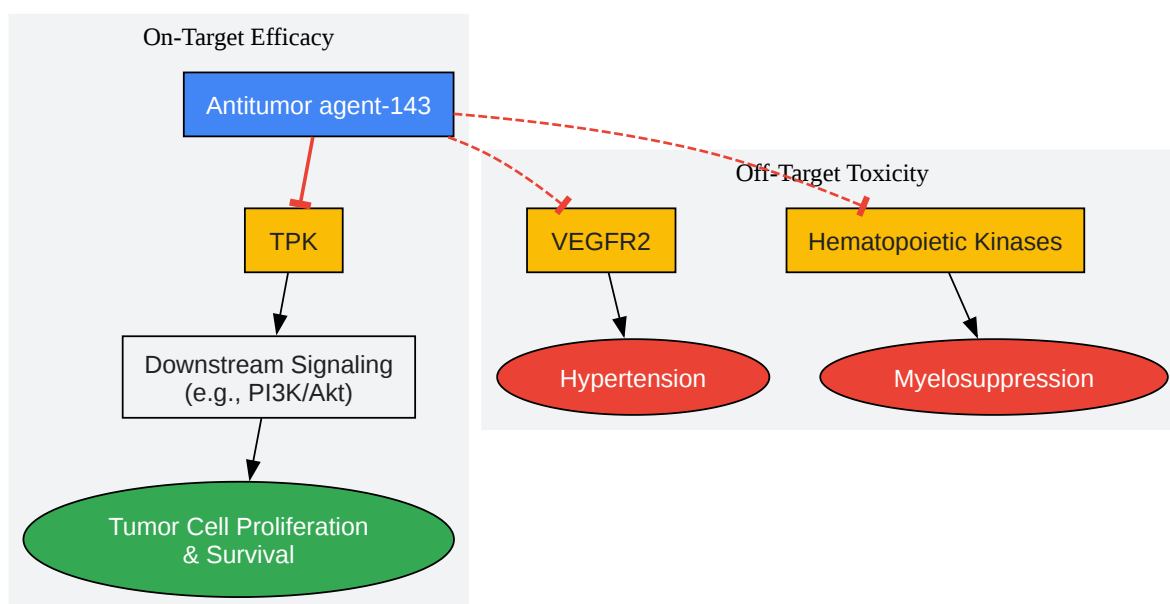 On-Target Efficacy
Antitumor agent-143
Off-Target Toxicity
TPK
VEGFR2
Hematopoietic Kinases
Downstream Signaling
(e.g., PI3K/Akt)
Hypertension
Myelosuppression
Tumor Cell Proliferation
& Survival